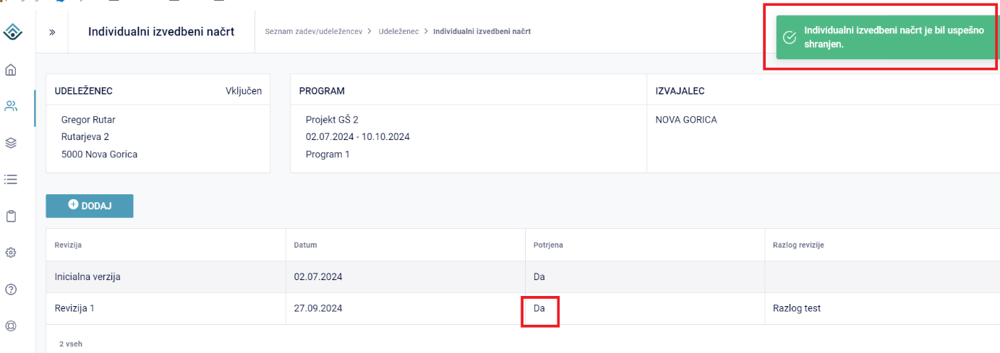 Individualni izvedbeni načrt
Seznam zadev/udeležencev > Udeleženec > Individualni izvedbeni načrt
Individualni izvedbeni načrt je bil uspešno
shranjen.
UDELEŽENEC Vključen
Gregor Rutar
Rutarjeva 2
5000 Nova Gorica
PROGRAM
Projekt GŠ 2
02.07.2024 - 10.10.2024
Program 1
IZVAJALEC
NOVA GORICA
DODAJ
Revizija Datum Potrjena Razlog revizije
Inicialna verzija 02.07.2024 Da
Revizija 1 27.09.2024 Da Razlog test
2 vseh